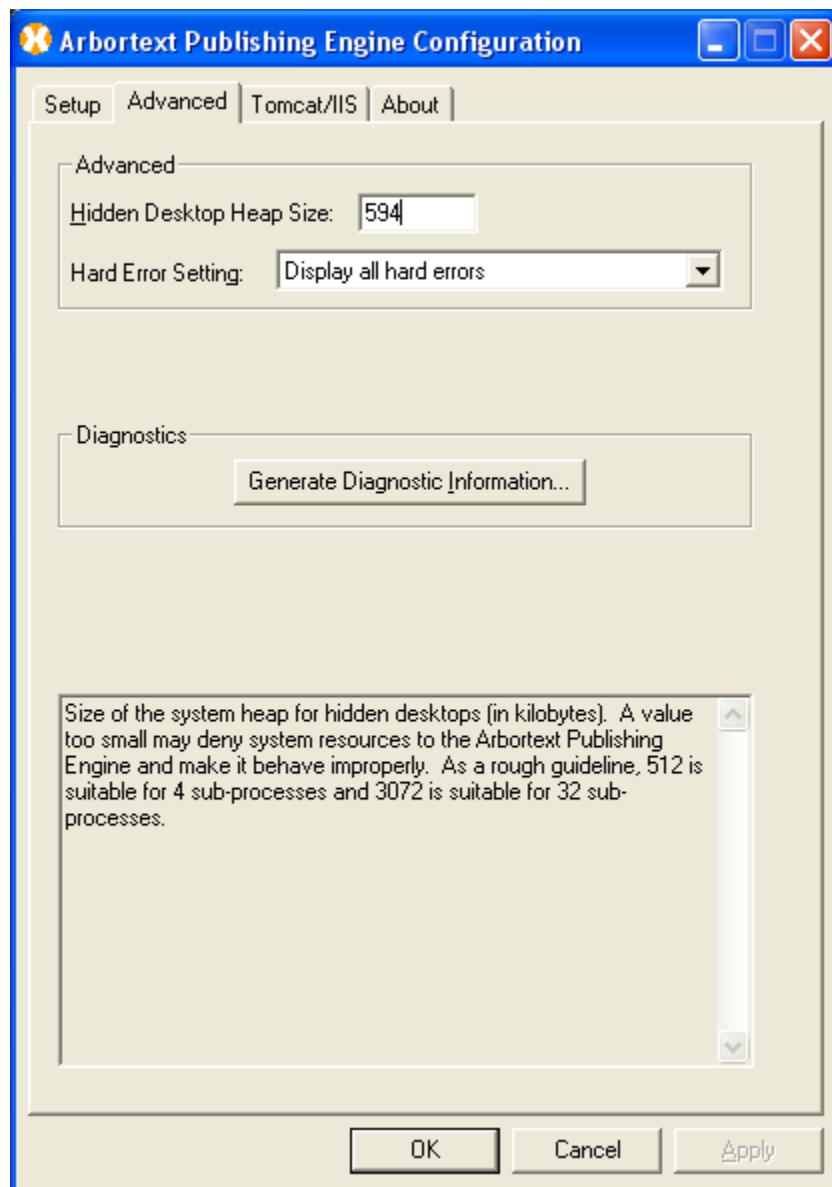 Arbortext Publishing Engine Configuration
Setup Advanced Tomcat/IIS About
Advanced
Hidden Desktop Heap Size: 594
Hard Error Setting: Display all hard errors
Diagnostics
Generate Diagnostic Information...
Size of the system heap for hidden desktops (in kilobytes). A value
too small may deny system resources to the Arbortext Publishing
Engine and make it behave improperly. As a rough guideline, 512 is
suitable for 4 sub-processes and 3072 is suitable for 32 sub-
processes.
OK Cancel Apply